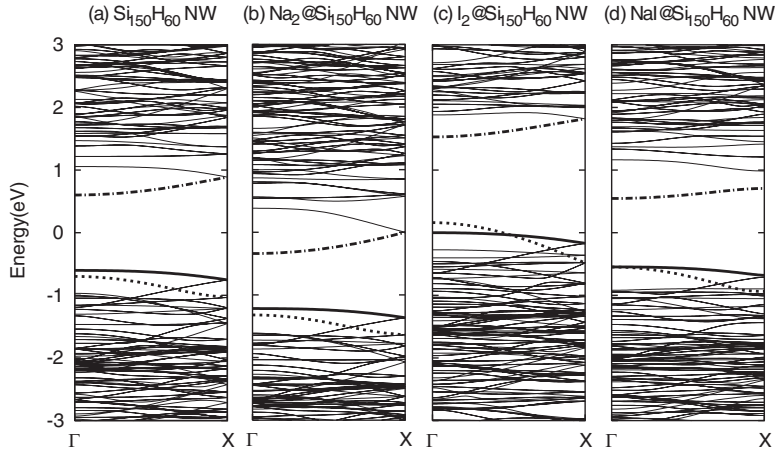 (a) Si150H60 NW (b) Na2@Si150H60 NW (c) I2@Si150H60 NW (d) NaI@Si150H60 NW
3
2
1
0
-1
-2
-3
Energy(eV)
Γ X Γ X Γ X Γ X